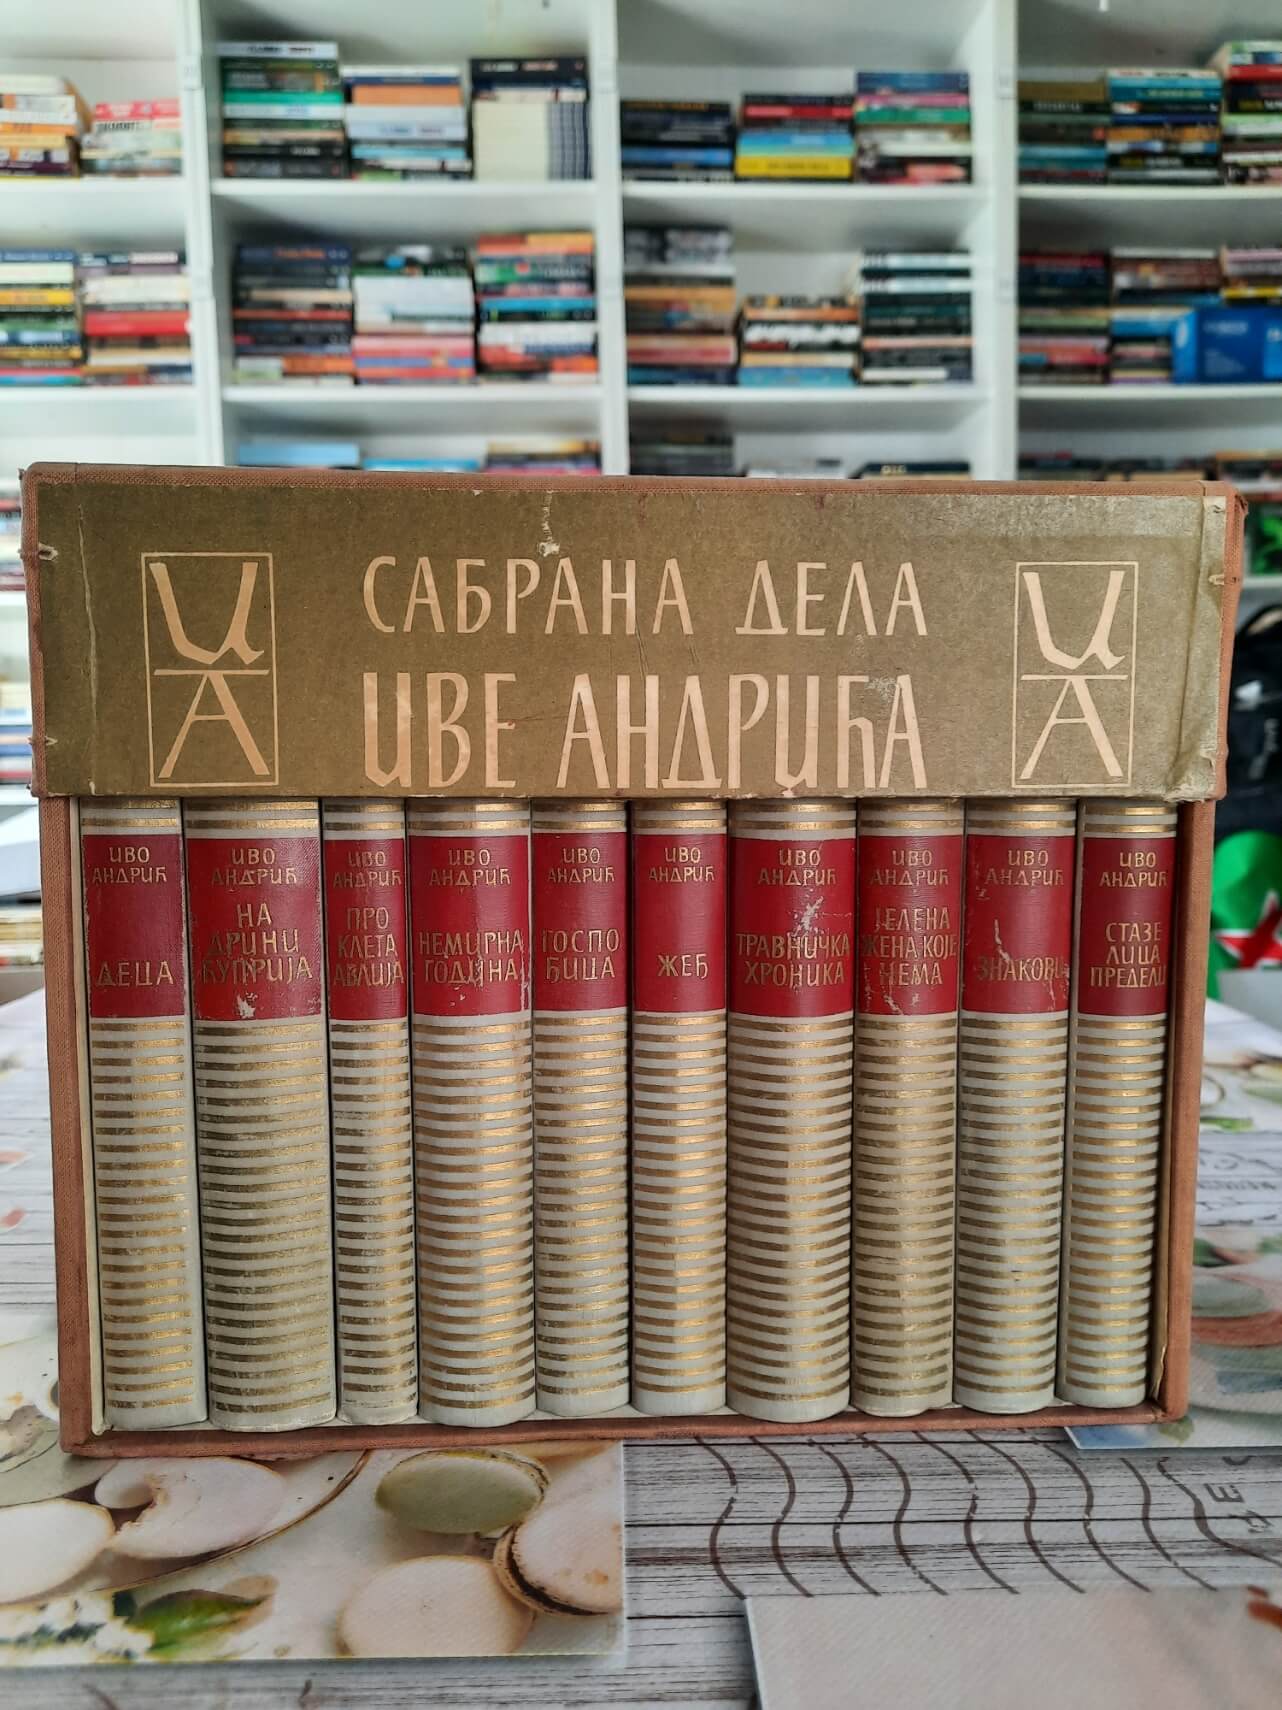 САБРАНА ДЕЛА
ИВЕ АНДРИЋА
И
А
И
А
ИВО
АНДРИЋ
ДЕЦА
ИВО
АНДРИЋ
НА
ДРИНИ
ЋУПРИЈА
ИВО
АНДРИЋ
ПРО
КЛЕТА
АВЛИЈА
ИВО
АНДРИЋ
НЕМИРНА
ГОДИНА
ИВО
АНДРИЋ
ГОСПО
ЂИЦА
ИВО
АНДРИЋ
ЖЕЂ
ИВО
АНДРИЋ
ТРАВНИЧКА
ХРОНИКА
ИВО
АНДРИЋ
ЈЕЛЕНА
ЖЕНА КОЈЕ
НЕМА
ИВО
АНДРИЋ
ЗНАКОВИ
ИВО
АНДРИЋ
СТАЗЕ
ЛИЦА
ПРЕДЕЛИ